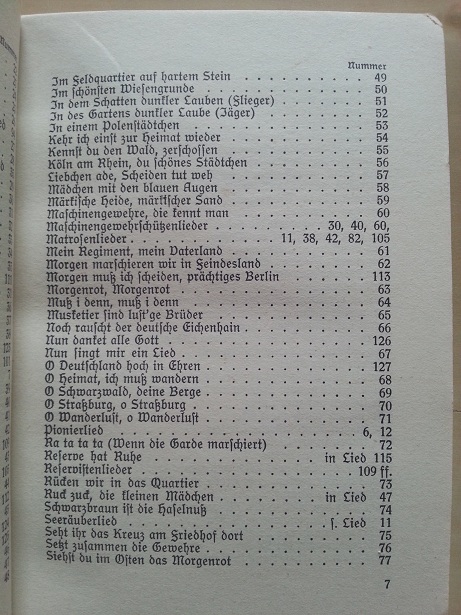 Nummer
Im Feldquartier auf hartem Stein . . . . . . . . . . 49
Im schönsten Wiesengrunde . . . . . . . . . . . . 50
In dem Schatten dunkler Lauben (Flieger) . . . . . . . 51
In des Gartens dunkler Laube (Jäger) . . . . . . . . . 52
In einem Polenstädtchen . . . . . . . . . . . . . 53
Kehr ich einst zur Heimat wieder . . . . . . . . . . 54
Kennst du den Wald, zerschossen . . . . . . . . . . 55
Köln am Rhein, du schönes Städtchen . . . . . . . . 56
Liebchen ade, Scheiden tut weh . . . . . . . . . . 57
Mädchen mit den blauen Augen . . . . . . . . . . 58
Märkische Heide, märkischer Sand . . . . . . . . . . 59
Maschinengewehre, die kennt man . . . . . . . . . . 60
Maschinengewehrschützenlieder . . . . . . . 30, 40, 60,
Matrosenlieder . . . . . . . . . . 11, 38, 42, 82, 105
Mein Regiment, mein Vaterland . . . . . . . . . . 61
Morgen marschieren wir in Feindesland . . . . . . . . 62
Morgen muß ich scheiden, prächtiges Berlin . . . . . . 113
Morgenrot, Morgenrot . . . . . . . . . . . . . . 63
Muß i denn, muß i denn . . . . . . . . . . . . . 64
Musketier sind lust'ge Brüder . . . . . . . . . . . 65
Noch rauscht der deutsche Eichenhain . . . . . . . . 66
Nun danket alle Gott . . . . . . . . . . . . . . 126
Nun singt mir ein Lied . . . . . . . . . . . . . . 67
O Deutschland hoch in Ehren . . . . . . . . . . . 127
O Heimat, ich muß wandern . . . . . . . . . . . . 68
O Schwarzwald, deine Berge . . . . . . . . . . . . 69
O Straßburg, o Straßburg . . . . . . . . . . . . . 70
O Wanderlust, o Wanderlust . . . . . . . . . . . . 71
Pionierlied . . . . . . . . . . . . . . . . . 6, 12
Ra ta ta ta (Wenn die Garde marschiert) . . . . . . . 72
Reserve hat Ruhe . . . . . . . . . . . . in Lied 115
Reservistenlieder . . . . . . . . . . . . . . . 109 ff.
Rücken wir in das Quartier . . . . . . . . . . . . 73
Ruck zuck, die kleinen Mädchen . . . . . . . in Lied 47
Schwarzbraun ist die Haselnuß . . . . . . . . . . . 74
Seeräuberlied . . . . . . . . . . . . . . s. Lied 11
Seht ihr das Kreuz am Friedhof dort . . . . . . . . . 75
Setzt zusammen die Gewehre . . . . . . . . . . . . 76
Siehst du im Osten das Morgenrot . . . . . . . . . . 77
7